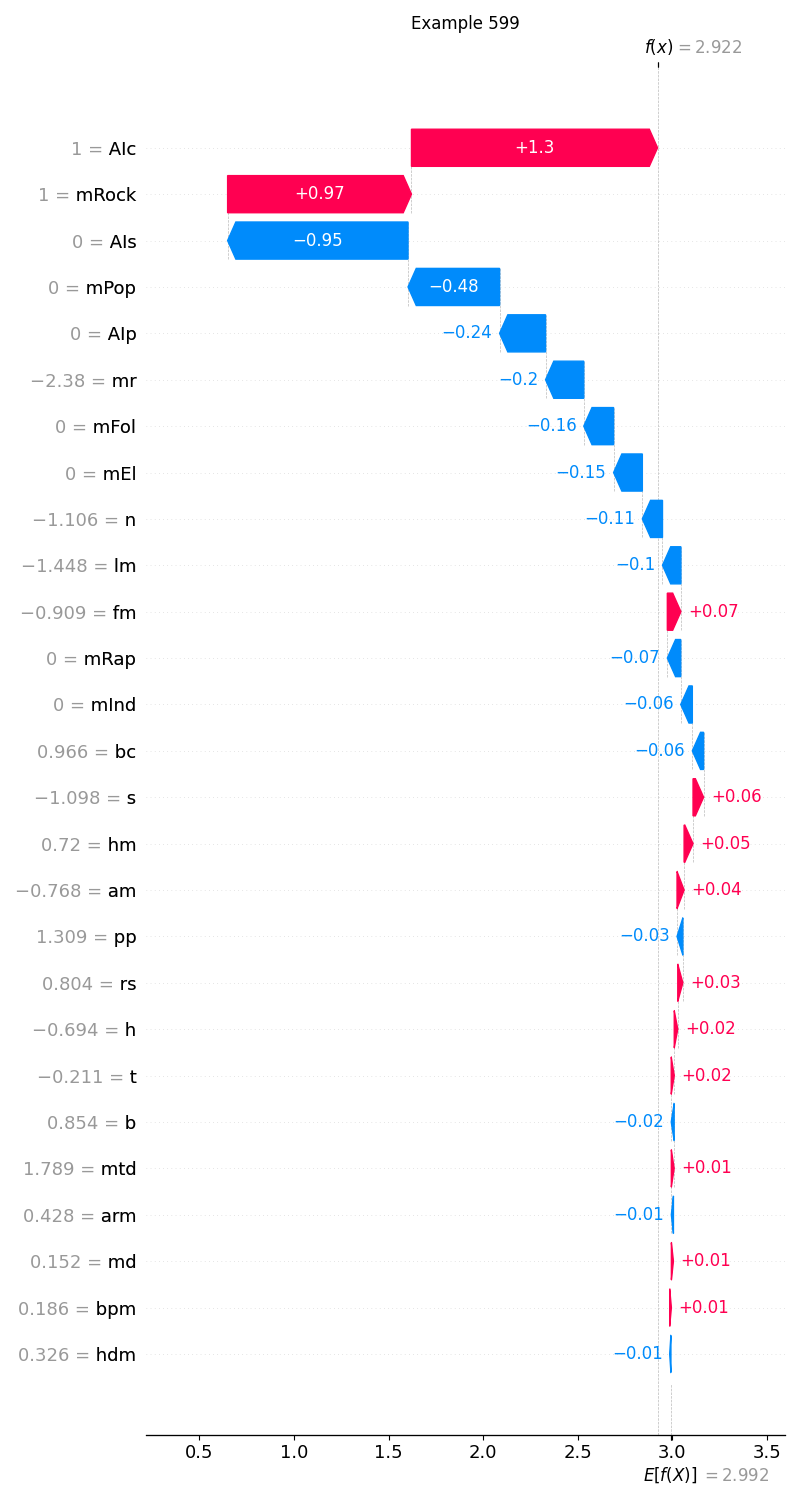 Example 599
f(x) = 2.922
1 = AIc +1.3
1 = mRock +0.97
0 = AIs −0.95
0 = mPop −0.48
0 = AIp −0.24
−2.38 = mr −0.2
0 = mFol −0.16
0 = mEl −0.15
−1.106 = n −0.11
−1.448 = lm −0.1
−0.909 = fm +0.07
0 = mRap −0.07
0 = mInd −0.06
0.966 = bc −0.06
−1.098 = s +0.06
0.72 = hm +0.05
−0.768 = am +0.04
1.309 = pp −0.03
0.804 = rs +0.03
−0.694 = h +0.02
−0.211 = t +0.02
0.854 = b −0.02
1.789 = mtd +0.01
0.428 = arm −0.01
0.152 = md +0.01
0.186 = bpm +0.01
0.326 = hdm −0.01
0.5 1.0 1.5 2.0 2.5 3.0 3.5
E[f(X)] = 2.992